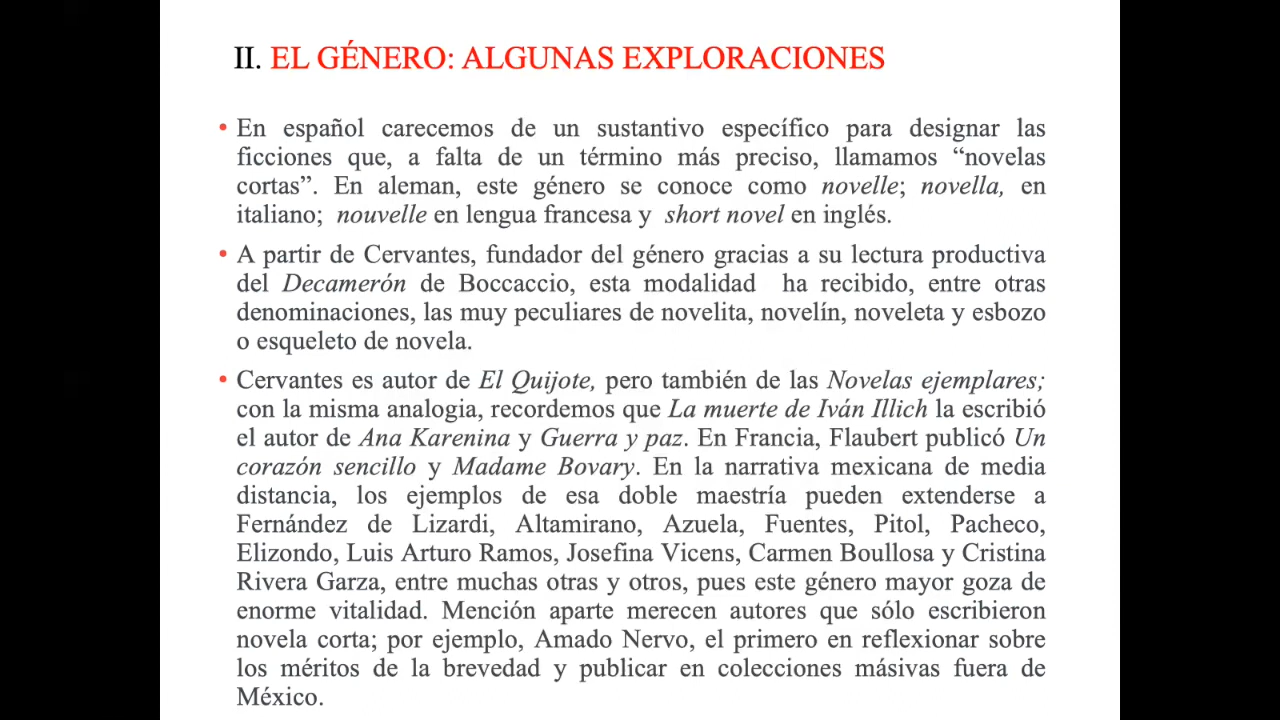 II. EL GÉNERO: ALGUNAS EXPLORACIONES
• En español carecemos de un sustantivo específico para designar las
ficciones que, a falta de un término más preciso, llamamos “novelas
cortas”. En aleman, este género se conoce como novelle; novella, en
italiano; nouvelle en lengua francesa y short novel en inglés.
• A partir de Cervantes, fundador del género gracias a su lectura productiva
del Decamerón de Boccaccio, esta modalidad ha recibido, entre otras
denominaciones, las muy peculiares de novelita, novelín, noveleta y esbozo
o esqueleto de novela.
• Cervantes es autor de El Quijote, pero también de las Novelas ejemplares;
con la misma analogia, recordemos que La muerte de Iván Illich la escribió
el autor de Ana Karenina y Guerra y paz. En Francia, Flaubert publicó Un
corazón sencillo y Madame Bovary. En la narrativa mexicana de media
distancia, los ejemplos de esa doble maestría pueden extenderse a
Fernández de Lizardi, Altamirano, Azuela, Fuentes, Pitol, Pacheco,
Elizondo, Luis Arturo Ramos, Josefina Vicens, Carmen Boullosa y Cristina
Rivera Garza, entre muchas otras y otros, pues este género mayor goza de
enorme vitalidad. Mención aparte merecen autores que sólo escribieron
novela corta; por ejemplo, Amado Nervo, el primero en reflexionar sobre
los méritos de la brevedad y publicar en colecciones másivas fuera de
México.